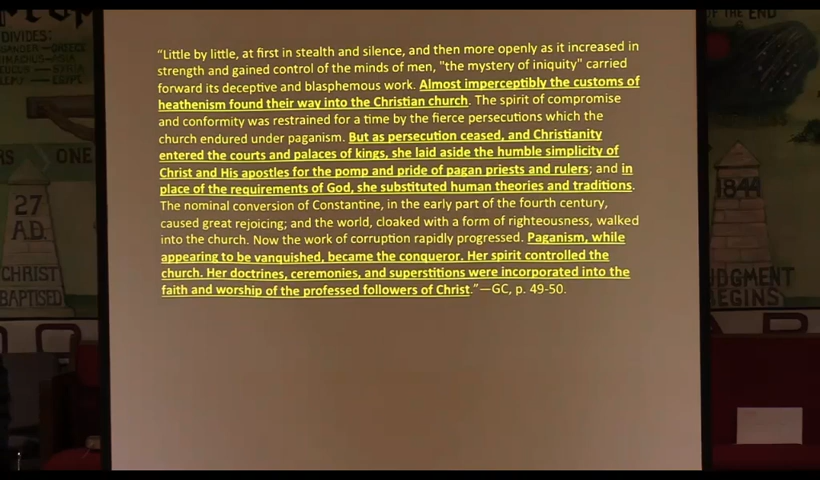 DIVIDES:
OF THE END
“Little by little, at first in stealth and silence, and then more openly as it increased in
strength and gained control of the minds of men, "the mystery of iniquity" carried
forward its deceptive and blasphemous work. Almost imperceptibly the customs of
heathenism found their way into the Christian church. The spirit of compromise
and conformity was restrained for a time by the fierce persecutions which the
church endured under paganism. But as persecution ceased, and Christianity
entered the courts and palaces of kings, she laid aside the humble simplicity of
Christ and His apostles for the pomp and pride of pagan priests and rulers; and in
place of the requirements of God, she substituted human theories and traditions.
The nominal conversion of Constantine, in the early part of the fourth century,
caused great rejoicing; and the world, cloaked with a form of righteousness, walked
into the church. Now the work of corruption rapidly progressed. Paganism, while
appearing to be vanquished, became the conqueror. Her spirit controlled the
church. Her doctrines, ceremonies, and superstitions were incorporated into the
faith and worship of the professed followers of Christ.”—GC, p. 49-50.
RS ONE
27
A.D.
CHRIST
BAPTISED
1844
JDGMENT
BEGINS